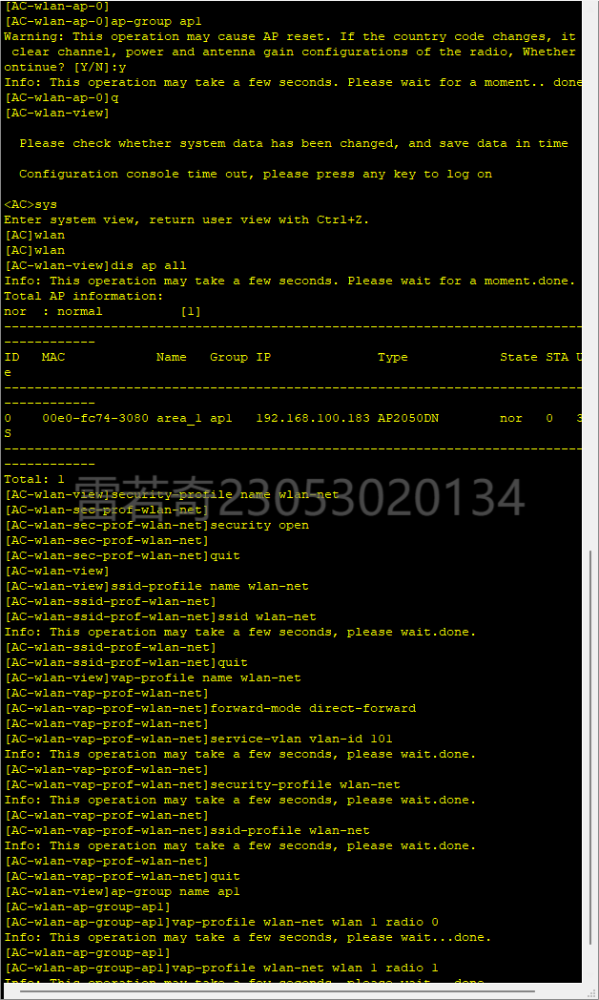 [AC-wlan-ap-0]
[AC-wlan-ap-0]ap-group ap1
Warning: This operation may cause AP reset. If the country code changes, it
clear channel, power and antenna gain configurations of the radio, Whether
ontinue? [Y/N]:y
Info: This operation may take a few seconds. Please wait for a moment.. done
[AC-wlan-ap-0]q
[AC-wlan-view]
Please check whether system data has been changed, and save data in time
Configuration console time out, please press any key to log on
<AC>sys
Enter system view, return user view with Ctrl+Z.
[AC]wlan
[AC]wlan
[AC-wlan-view]dis ap all
Info: This operation may take a few seconds. Please wait for a moment.done.
Total AP information:
nor  : normal          [1]
--------------------------------------------------------------------------------
------------
ID   MAC            Name   Group IP              Type            State STA U
e
--------------------------------------------------------------------------------
------------
0    00e0-fc74-3080 area_1 ap1   192.168.100.183 AP2050DN        nor   0   3
S
--------------------------------------------------------------------------------
------------
Total: 1
雷若奇23053020134
[AC-wlan-view]security-profile name wlan-net
[AC-wlan-sec-prof-wlan-net]
[AC-wlan-sec-prof-wlan-net]security open
[AC-wlan-sec-prof-wlan-net]
[AC-wlan-sec-prof-wlan-net]quit
[AC-wlan-view]
[AC-wlan-view]ssid-profile name wlan-net
[AC-wlan-ssid-prof-wlan-net]
[AC-wlan-ssid-prof-wlan-net]ssid wlan-net
Info: This operation may take a few seconds, please wait.done.
[AC-wlan-ssid-prof-wlan-net]
[AC-wlan-ssid-prof-wlan-net]quit
[AC-wlan-view]vap-profile name wlan-net
[AC-wlan-vap-prof-wlan-net]
[AC-wlan-vap-prof-wlan-net]forward-mode direct-forward
[AC-wlan-vap-prof-wlan-net]
[AC-wlan-vap-prof-wlan-net]service-vlan vlan-id 101
Info: This operation may take a few seconds, please wait.done.
[AC-wlan-vap-prof-wlan-net]
[AC-wlan-vap-prof-wlan-net]security-profile wlan-net
Info: This operation may take a few seconds, please wait.done.
[AC-wlan-vap-prof-wlan-net]
[AC-wlan-vap-prof-wlan-net]ssid-profile wlan-net
Info: This operation may take a few seconds, please wait.done.
[AC-wlan-vap-prof-wlan-net]
[AC-wlan-vap-prof-wlan-net]quit
[AC-wlan-view]ap-group name ap1
[AC-wlan-ap-group-ap1]
[AC-wlan-ap-group-ap1]vap-profile wlan-net wlan 1 radio 0
Info: This operation may take a few seconds, please wait...done.
[AC-wlan-ap-group-ap1]
[AC-wlan-ap-group-ap1]vap-profile wlan-net wlan 1 radio 1
Info: This operation may take a few seconds, please wait...done.